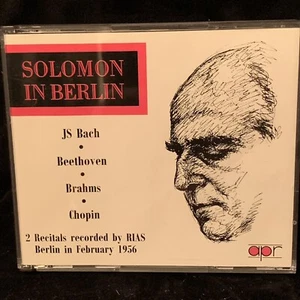 SOLOMON
IN BERLIN
JS Bach
•
Beethoven
•
Brahms
•
Chopin
2 Recitals recorded by RIAS
Berlin in February 1956
apr